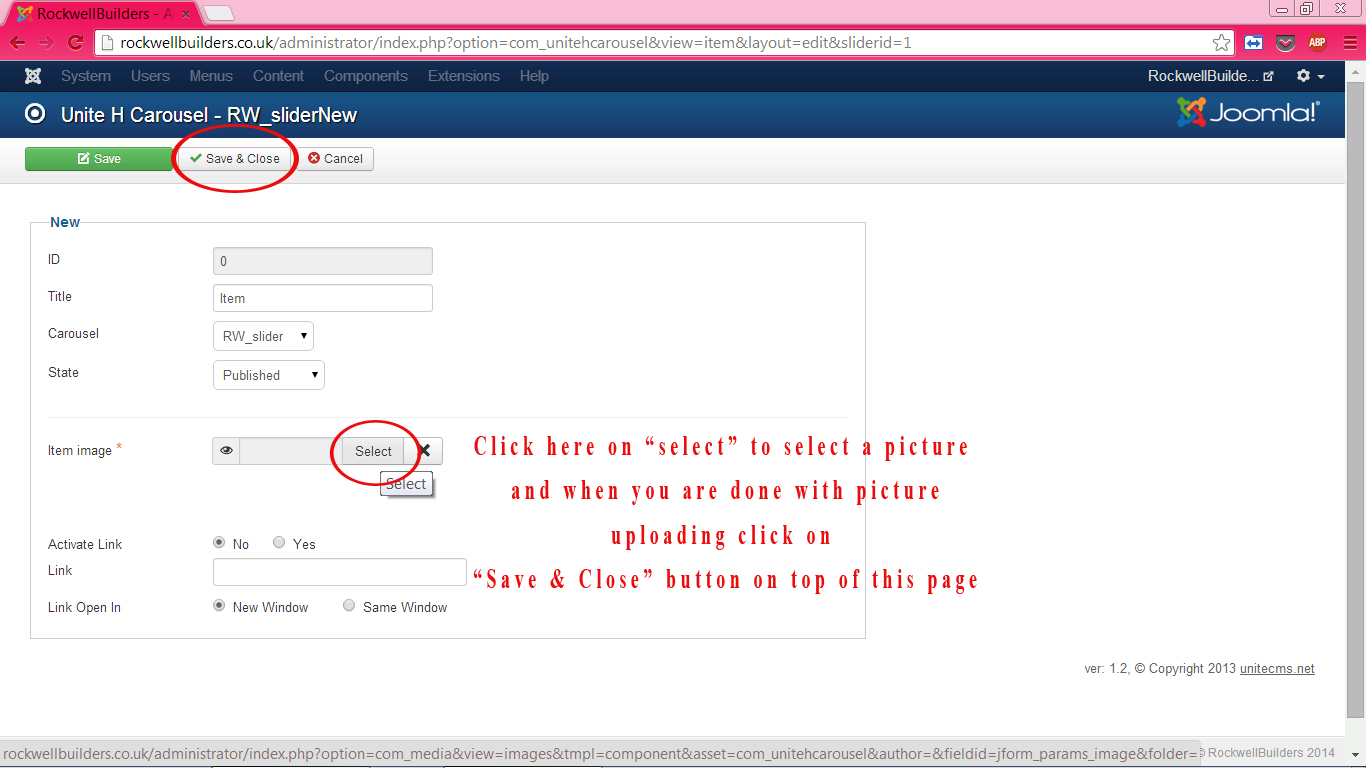 RockwellBuilders - A
rockwellbuilders.co.uk/administrator/index.php?option=com_unitehcarousel&view=item&layout=edit&sliderid=1
ABP
System Users Menus Content Components Extensions Help RockwellBuilde...
Unite H Carousel - RW_sliderNew Joomla!®
Save Save & Close Cancel
New
ID 0
Title Item
Carousel RW_slider
State Published
Item image * Select Click here on “select” to select a picture
Select and when you are done with picture
uploading click on
Activate Link No Yes
Link “Save & Close” button on top of this page
Link Open In New Window Same Window
ver: 1.2, © Copyright 2013 unitecms.net
rockwellbuilders.co.uk/administrator/index.php?option=com_media&view=images&tmpl=component&asset=com_unitehcarousel&author=&fieldid=jform_params_image&folder= © RockwellBuilders 2014